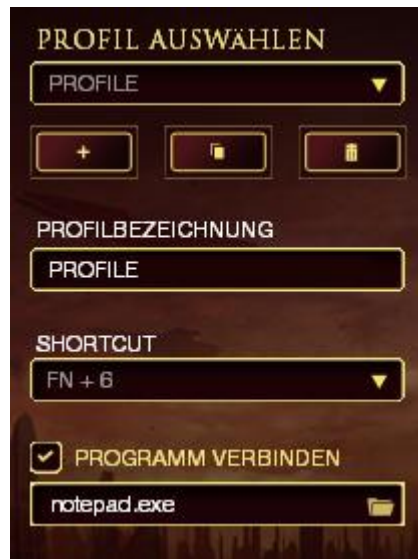 PROFIL AUSWÄHLEN
PROFILE
+
PROFILBEZEICHNUNG
PROFILE
SHORTCUT
FN + 6
PROGRAMM VERBINDEN
notepad.exe